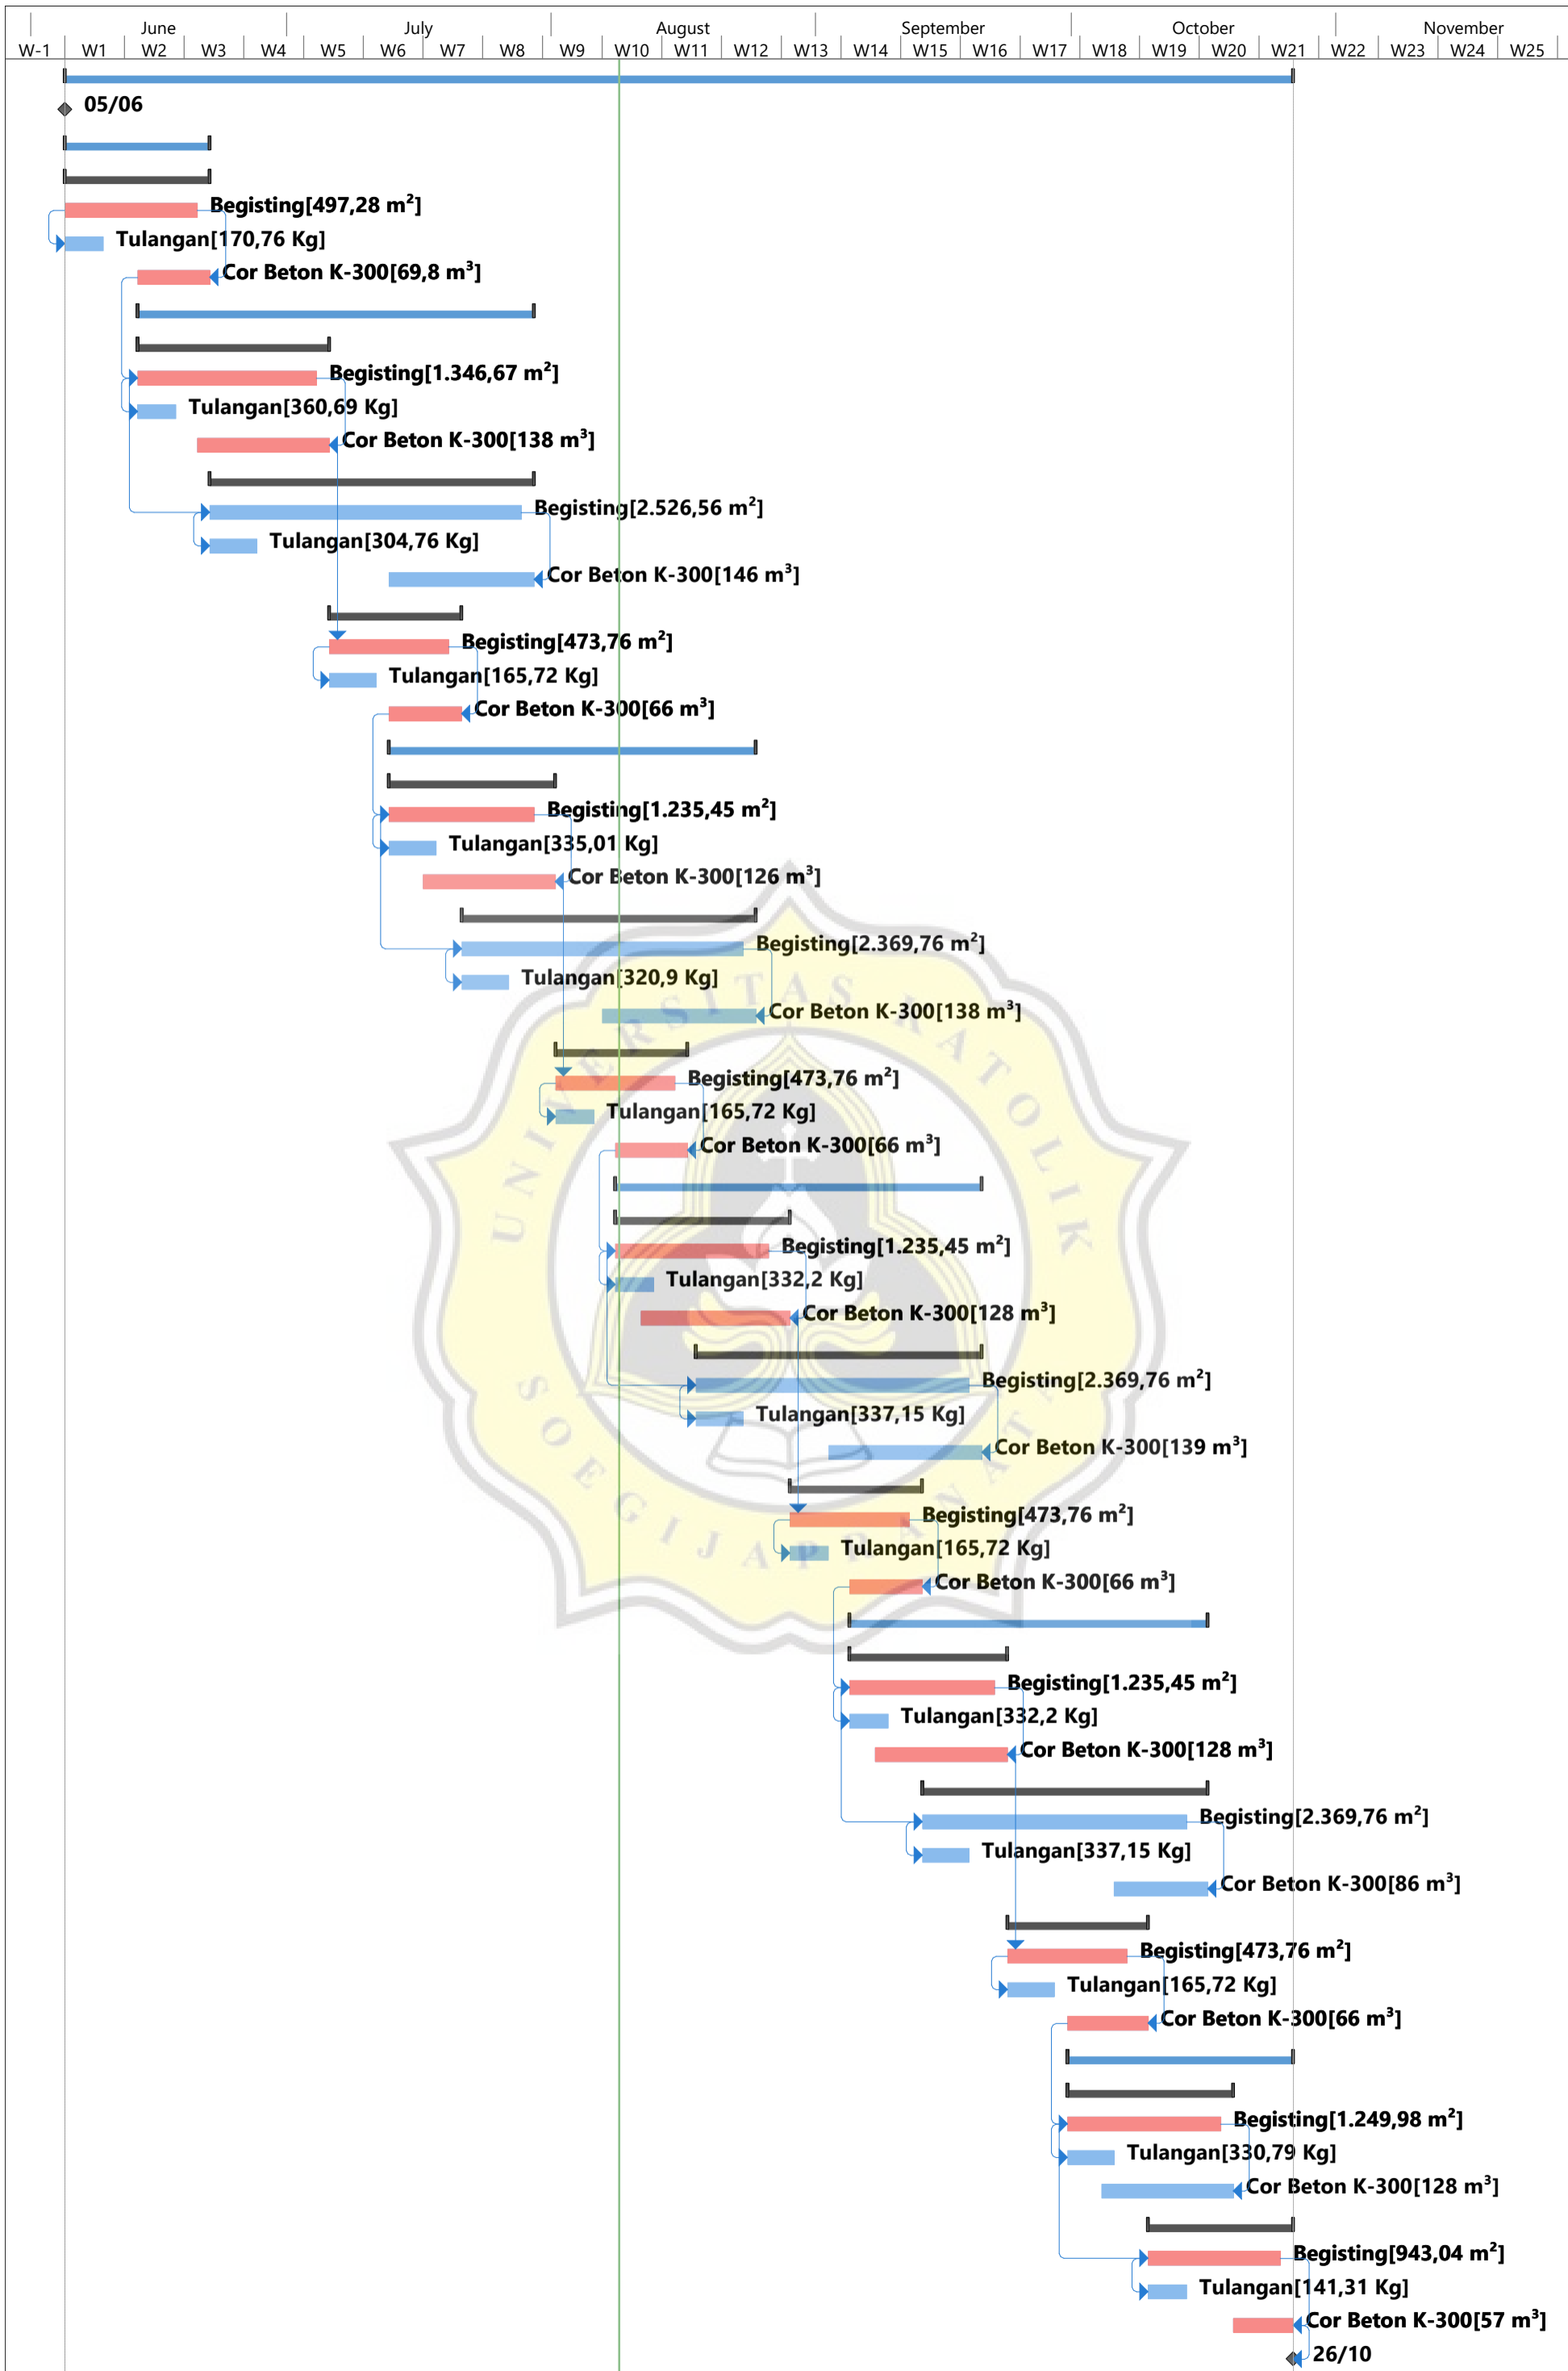 June July August September October November
W-1 W1 W2 W3 W4 W5 W6 W7 W8 W9 W10 W11 W12 W13 W14 W15 W16 W17 W18 W19 W20 W21 W22 W23 W24 W25
05/06
Begisting[497,28 m²]
Tulangan[170,76 Kg]
Cor Beton K-300[69,8 m³]
Begisting[1.346,67 m²]
Tulangan[360,69 Kg]
Cor Beton K-300[138 m³]
Begisting[2.526,56 m²]
Tulangan[304,76 Kg]
Cor Beton K-300[146 m³]
Begisting[473,76 m²]
Tulangan[165,72 Kg]
Cor Beton K-300[66 m³]
Begisting[1.235,45 m²]
Tulangan[335,01 Kg]
Cor Beton K-300[126 m³]
Begisting[2.369,76 m²]
Tulangan[320,9 Kg]
Cor Beton K-300[138 m³]
Begisting[473,76 m²]
Tulangan[165,72 Kg]
Cor Beton K-300[66 m³]
Begisting[1.235,45 m²]
Tulangan[332,2 Kg]
Cor Beton K-300[128 m³]
Begisting[2.369,76 m²]
Tulangan[337,15 Kg]
Cor Beton K-300[139 m³]
Begisting[473,76 m²]
Tulangan[165,72 Kg]
Cor Beton K-300[66 m³]
Begisting[1.235,45 m²]
Tulangan[332,2 Kg]
Cor Beton K-300[128 m³]
Begisting[2.369,76 m²]
Tulangan[337,15 Kg]
Cor Beton K-300[86 m³]
Begisting[473,76 m²]
Tulangan[165,72 Kg]
Cor Beton K-300[66 m³]
Begisting[1.249,98 m²]
Tulangan[330,79 Kg]
Cor Beton K-300[128 m³]
Begisting[943,04 m²]
Tulangan[141,31 Kg]
Cor Beton K-300[57 m³]
26/10
UNIVERSITAS KATOLIK
SOEGIJAPRANATA